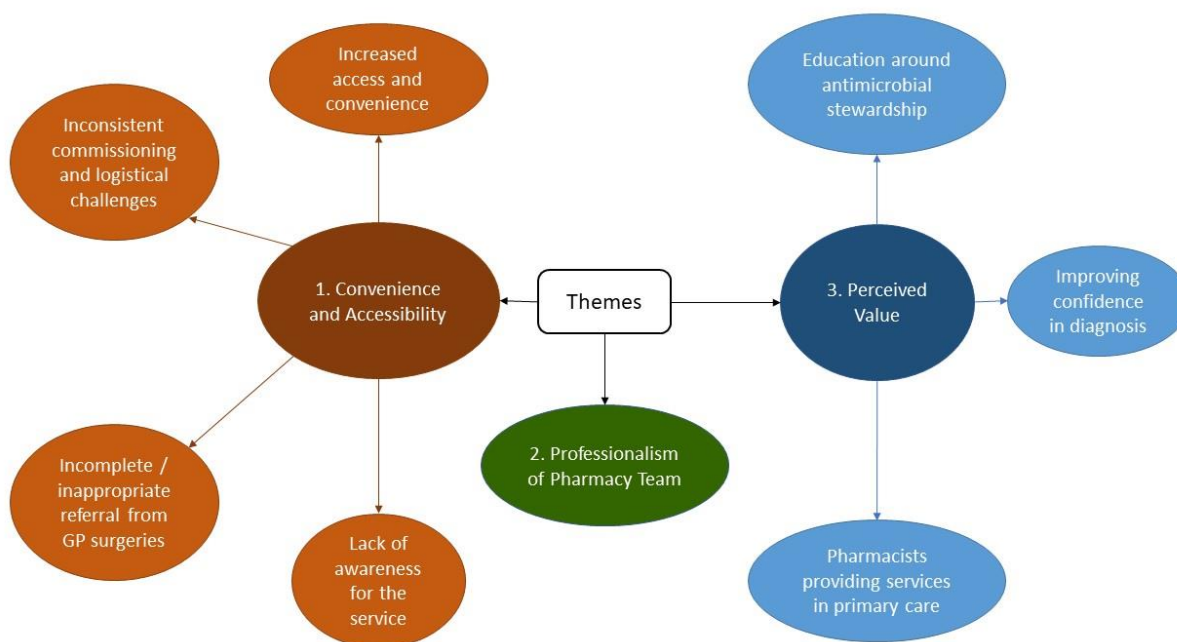 Increased
access and
convenience
Inconsistent
commissioning
and logistical
challenges
1. Convenience
and Accessibility
Incomplete /
inappropriate
referral from
GP surgeries
Lack of
awareness
for the
service
Themes
2. Professionalism
of Pharmacy Team
Education around
antimicrobial
stewardship
3. Perceived
Value
Improving
confidence
in diagnosis
Pharmacists
providing services
in primary care